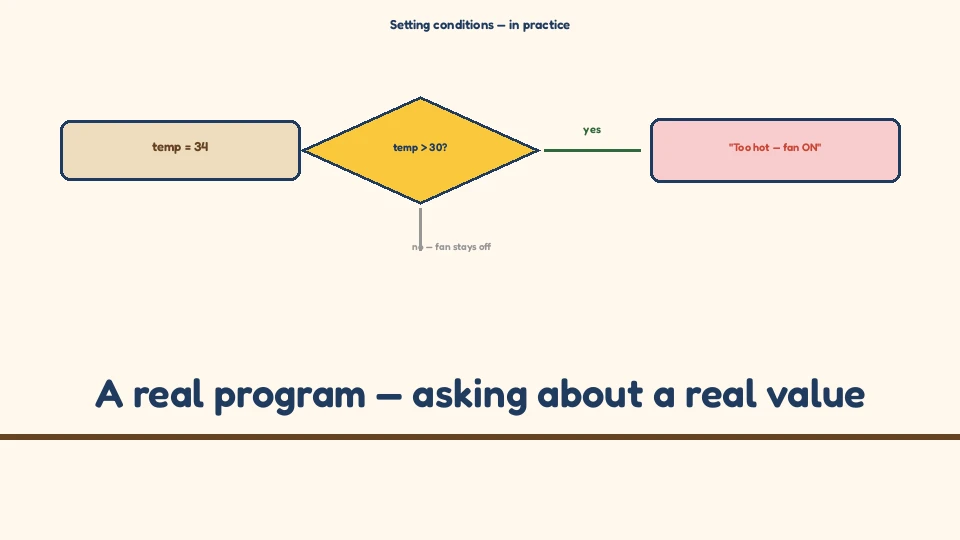 Setting conditions — in practice
temp = 34
temp > 30?
yes
"Too hot — fan ON"
no — fan stays off
A real program — asking about a real value